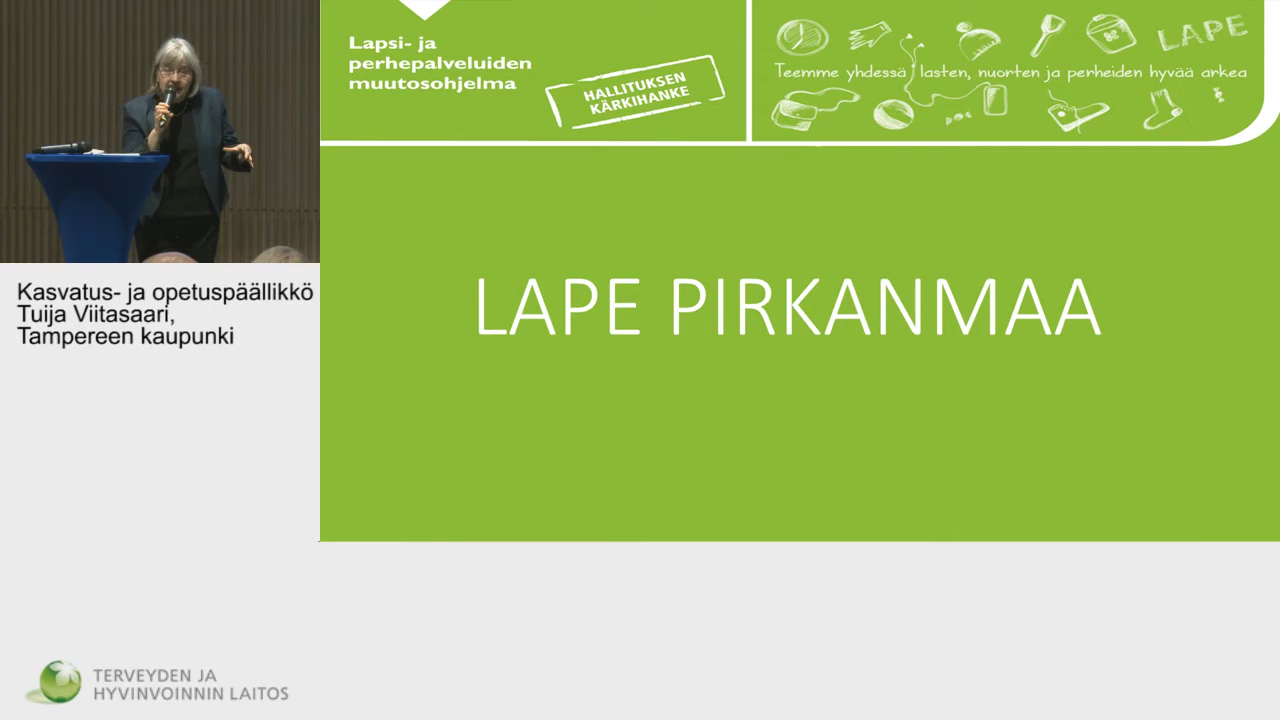 Lapsi- ja
perhepalveluiden
muutosohjelma
HALLITUKSEN
KÄRKIHANKE
LAPE
Teemme yhdessä lasten, nuorten ja perheiden hyvää arkea
Kasvatus- ja opetuspäällikkö
Tuija Viitasaari,
Tampereen kaupunki
LAPE PIRKANMAA
TERVEYDEN JA
HYVINVOINNIN LAITOS